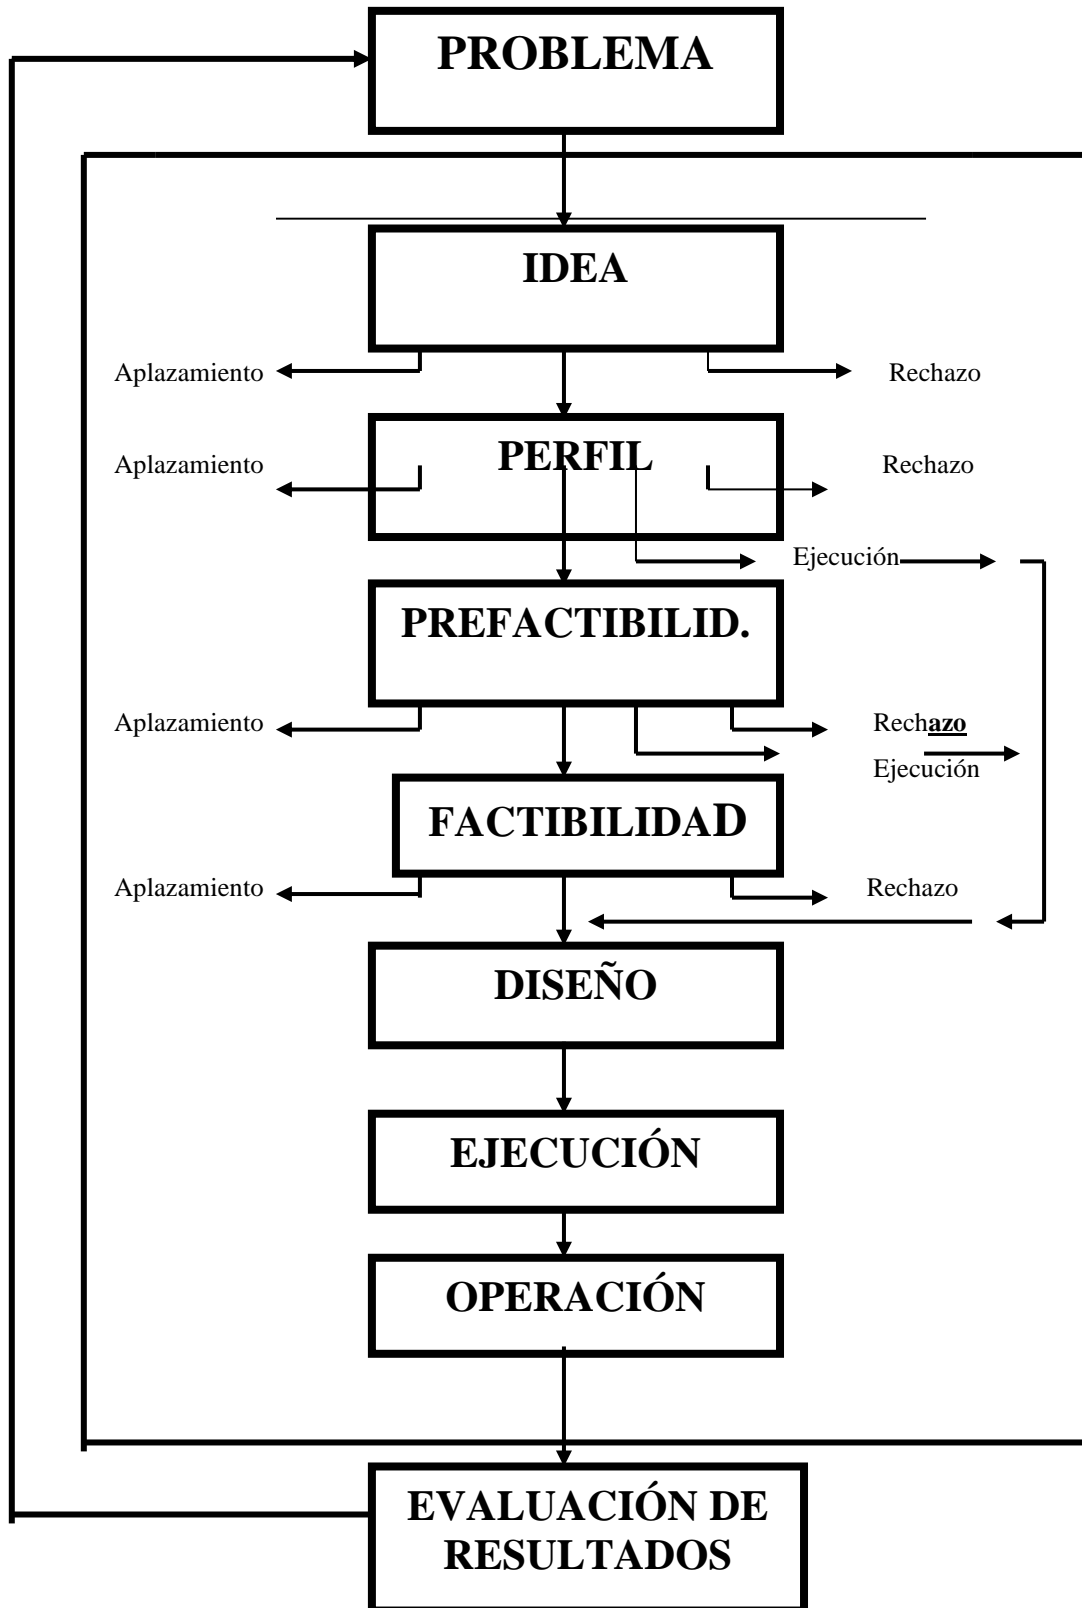 PROBLEMA
IDEA
Aplazamiento
Rechazo
PERFIL
Aplazamiento
Rechazo
Ejecución
PREFACTIBILID.
Aplazamiento
Rechazo
Ejecución
FACTIBILIDAD
Aplazamiento
Rechazo
DISEÑO
EJECUCIÓN
OPERACIÓN
EVALUACIÓN DE
RESULTADOS